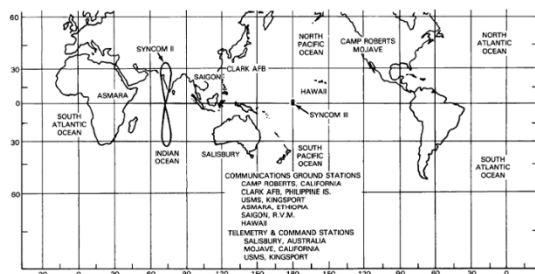 60
30
0
30
60
SYNCOM II
ASMARA
SAIGON
CLARK AFB
NORTH
PACIFIC
OCEAN
CAMP ROBERTS
MOJAVE
NORTH
ATLANTIC
OCEAN
HAWAII
SYNCOM III
SOUTH
ATLANTIC
OCEAN
INDIAN
OCEAN
SALISBURY
SOUTH
PACIFIC
OCEAN
SOUTH
ATLANTIC
OCEAN
COMMUNICATIONS GROUND STATIONS
CAMP ROBERTS, CALIFORNIA
CLARK AFB, PHILIPPINE IS.
USMS, KINGSPORT
ASMARA, ETHIOPIA
SAIGON, R.V.M.
HAWAII
TELEMETRY & COMMAND STATIONS
SALISBURY, AUSTRALIA
MOJAVE, CALIFORNIA
USMS, KINGSPORT
30 0 30 60 90 120 150 180 150 120 90 60 30 0